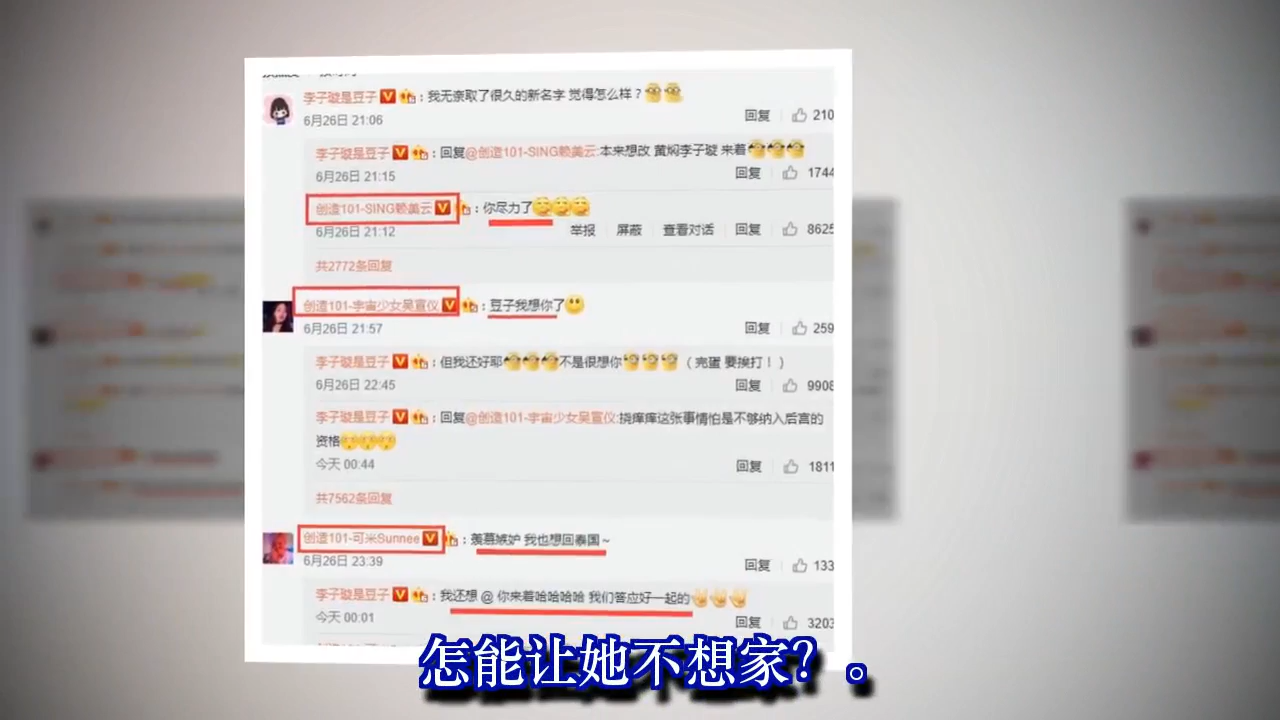 李子璇是豆子：我无奈取了很久的新名字 觉得怎么样？
6月26日 21:06
回复 210
李子璇是豆子：回复@创造101-SING赖美云:本来想改 黄焖李子璇 来着
6月26日 21:15
回复 1744
创造101-SING赖美云：你尽力了
6月26日 21:12
举报 屏蔽 查看对话 回复 8625
共2772条回复
创造101-宇宙少女吴宣仪：豆子我想你了
6月26日 21:57
回复 259
李子璇是豆子：但我还好耶 不是很想你 （完蛋 要挨打！）
6月26日 22:45
回复 9908
李子璇是豆子：回复@创造101-宇宙少女吴宣仪:挠痒痒这张事情怕是不够纳入后宫的
资格
今天 00:44
回复 1811
共7562条回复
创造101-可米Sunnee：羡慕嫉妒 我也想回泰国~
6月26日 23:39
回复 133
李子璇是豆子：我还想 @ 你来着哈哈哈哈 我们答应好一起的
今天 00:01
回复 3203
怎能让她不想家？。